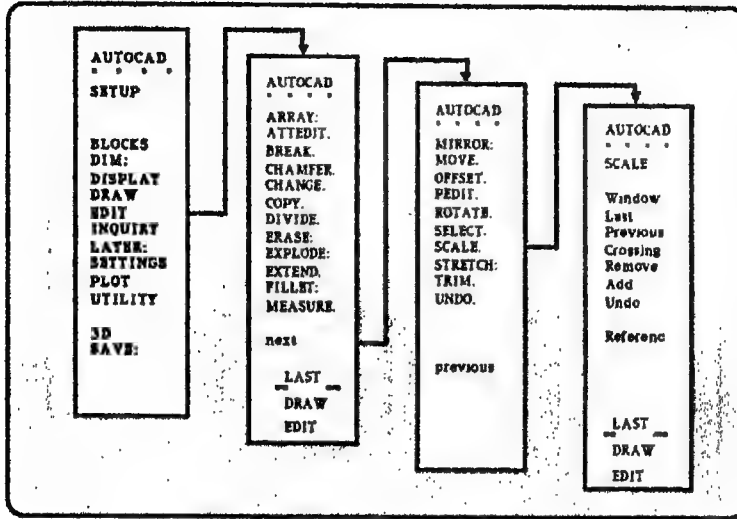 AUTOCAD
* * * *
SETUP
BLOCKS
DIM:
DISPLAY
DRAW
EDIT
INQUIRY
LAYER:
SETTINGS
PLOT
UTILITY
3D
SAVE:
AUTOCAD
* * * *
ARRAY:
ATTEDIT.
BREAK.
CHAMFER.
CHANGE.
COPY.
DIVIDE.
ERASE:
EXPLODE:
EXTEND.
FILLET:
MEASURE.
next
__LAST__
DRAW
EDIT
AUTOCAD
* * * *
MIRROR:
MOVE.
OFFSET.
PEDIT.
ROTATE.
SELECT.
SCALE.
STRETCH:
TRIM.
UNDO.
previous
AUTOCAD
* * * *
SCALE
Window
Last
Previous
Crossing
Remove
Add
Undo
Referenc
__LAST__
DRAW
EDIT